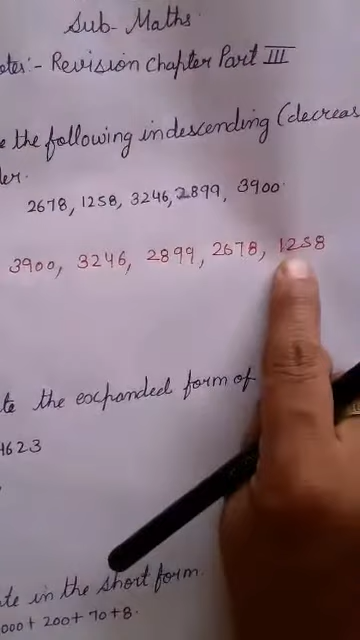 Sub- Maths.
otes:- Revision Chapter Part III
e the following in descending (decreas
der.
2678, 1258, 3246, 2899, 3900.
3900, 3246, 2899, 2678, 1258
te the expanded form of
4623
te in the short form.
000 + 200 + 70 + 8.